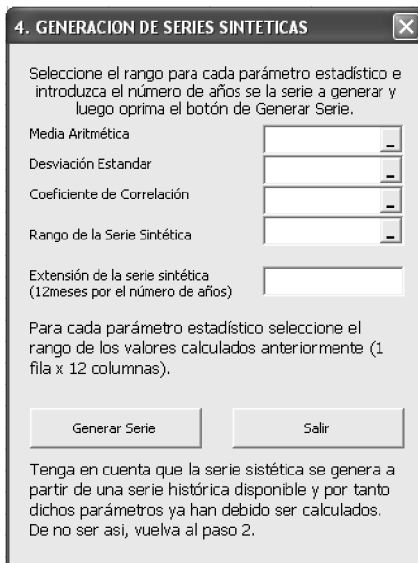 4. GENERACION DE SERIES SINTETICAS
Seleccione el rango para cada parámetro estadístico e
introduzca el número de años se la serie a generar y
luego oprima el botón de Generar Serie.
Media Aritmética
Desviación Estandar
Coeficiente de Correlación
Rango de la Serie Sintética
Extensión de la serie sintética
(12meses por el número de años)
Para cada parámetro estadístico seleccione el
rango de los valores calculados anteriormente (1
fila x 12 columnas).
Generar Serie
Salir
Tenga en cuenta que la serie sistética se genera a
partir de una serie histórica disponible y por tanto
dichos parámetros ya han debido ser calculados.
De no ser asi, vuelva al paso 2.